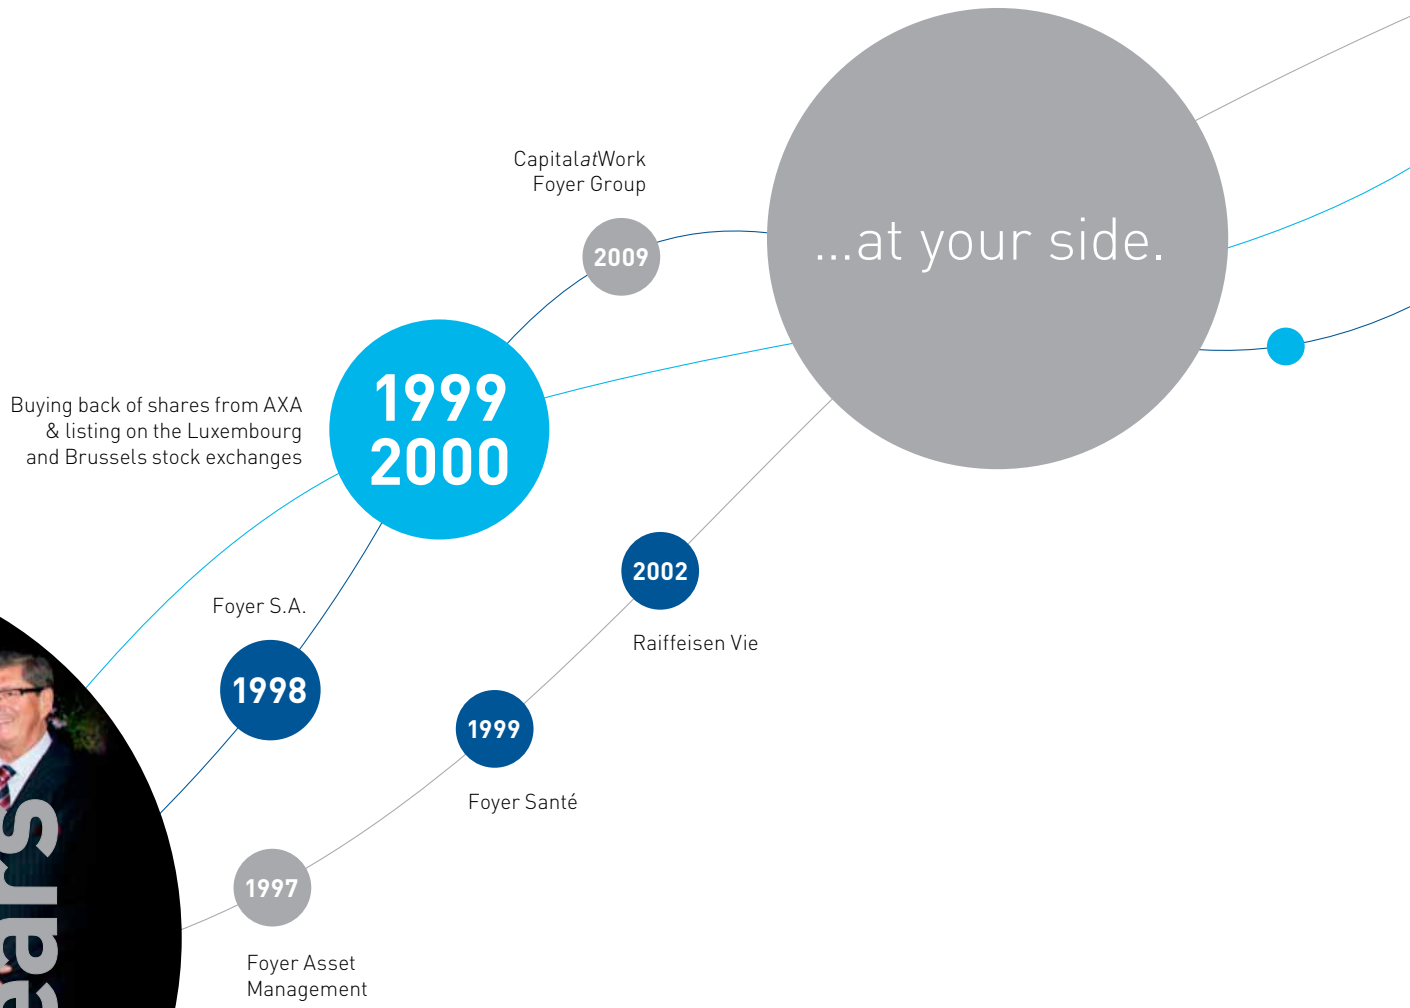 CapitalatWork
Foyer Group
2009
...at your side.
Buying back of shares from AXA
& listing on the Luxembourg
and Brussels stock exchanges
1999
2000
2002
Raiffeisen Vie
Foyer S.A.
1998
1999
Foyer Santé
1997
Foyer Asset
Management